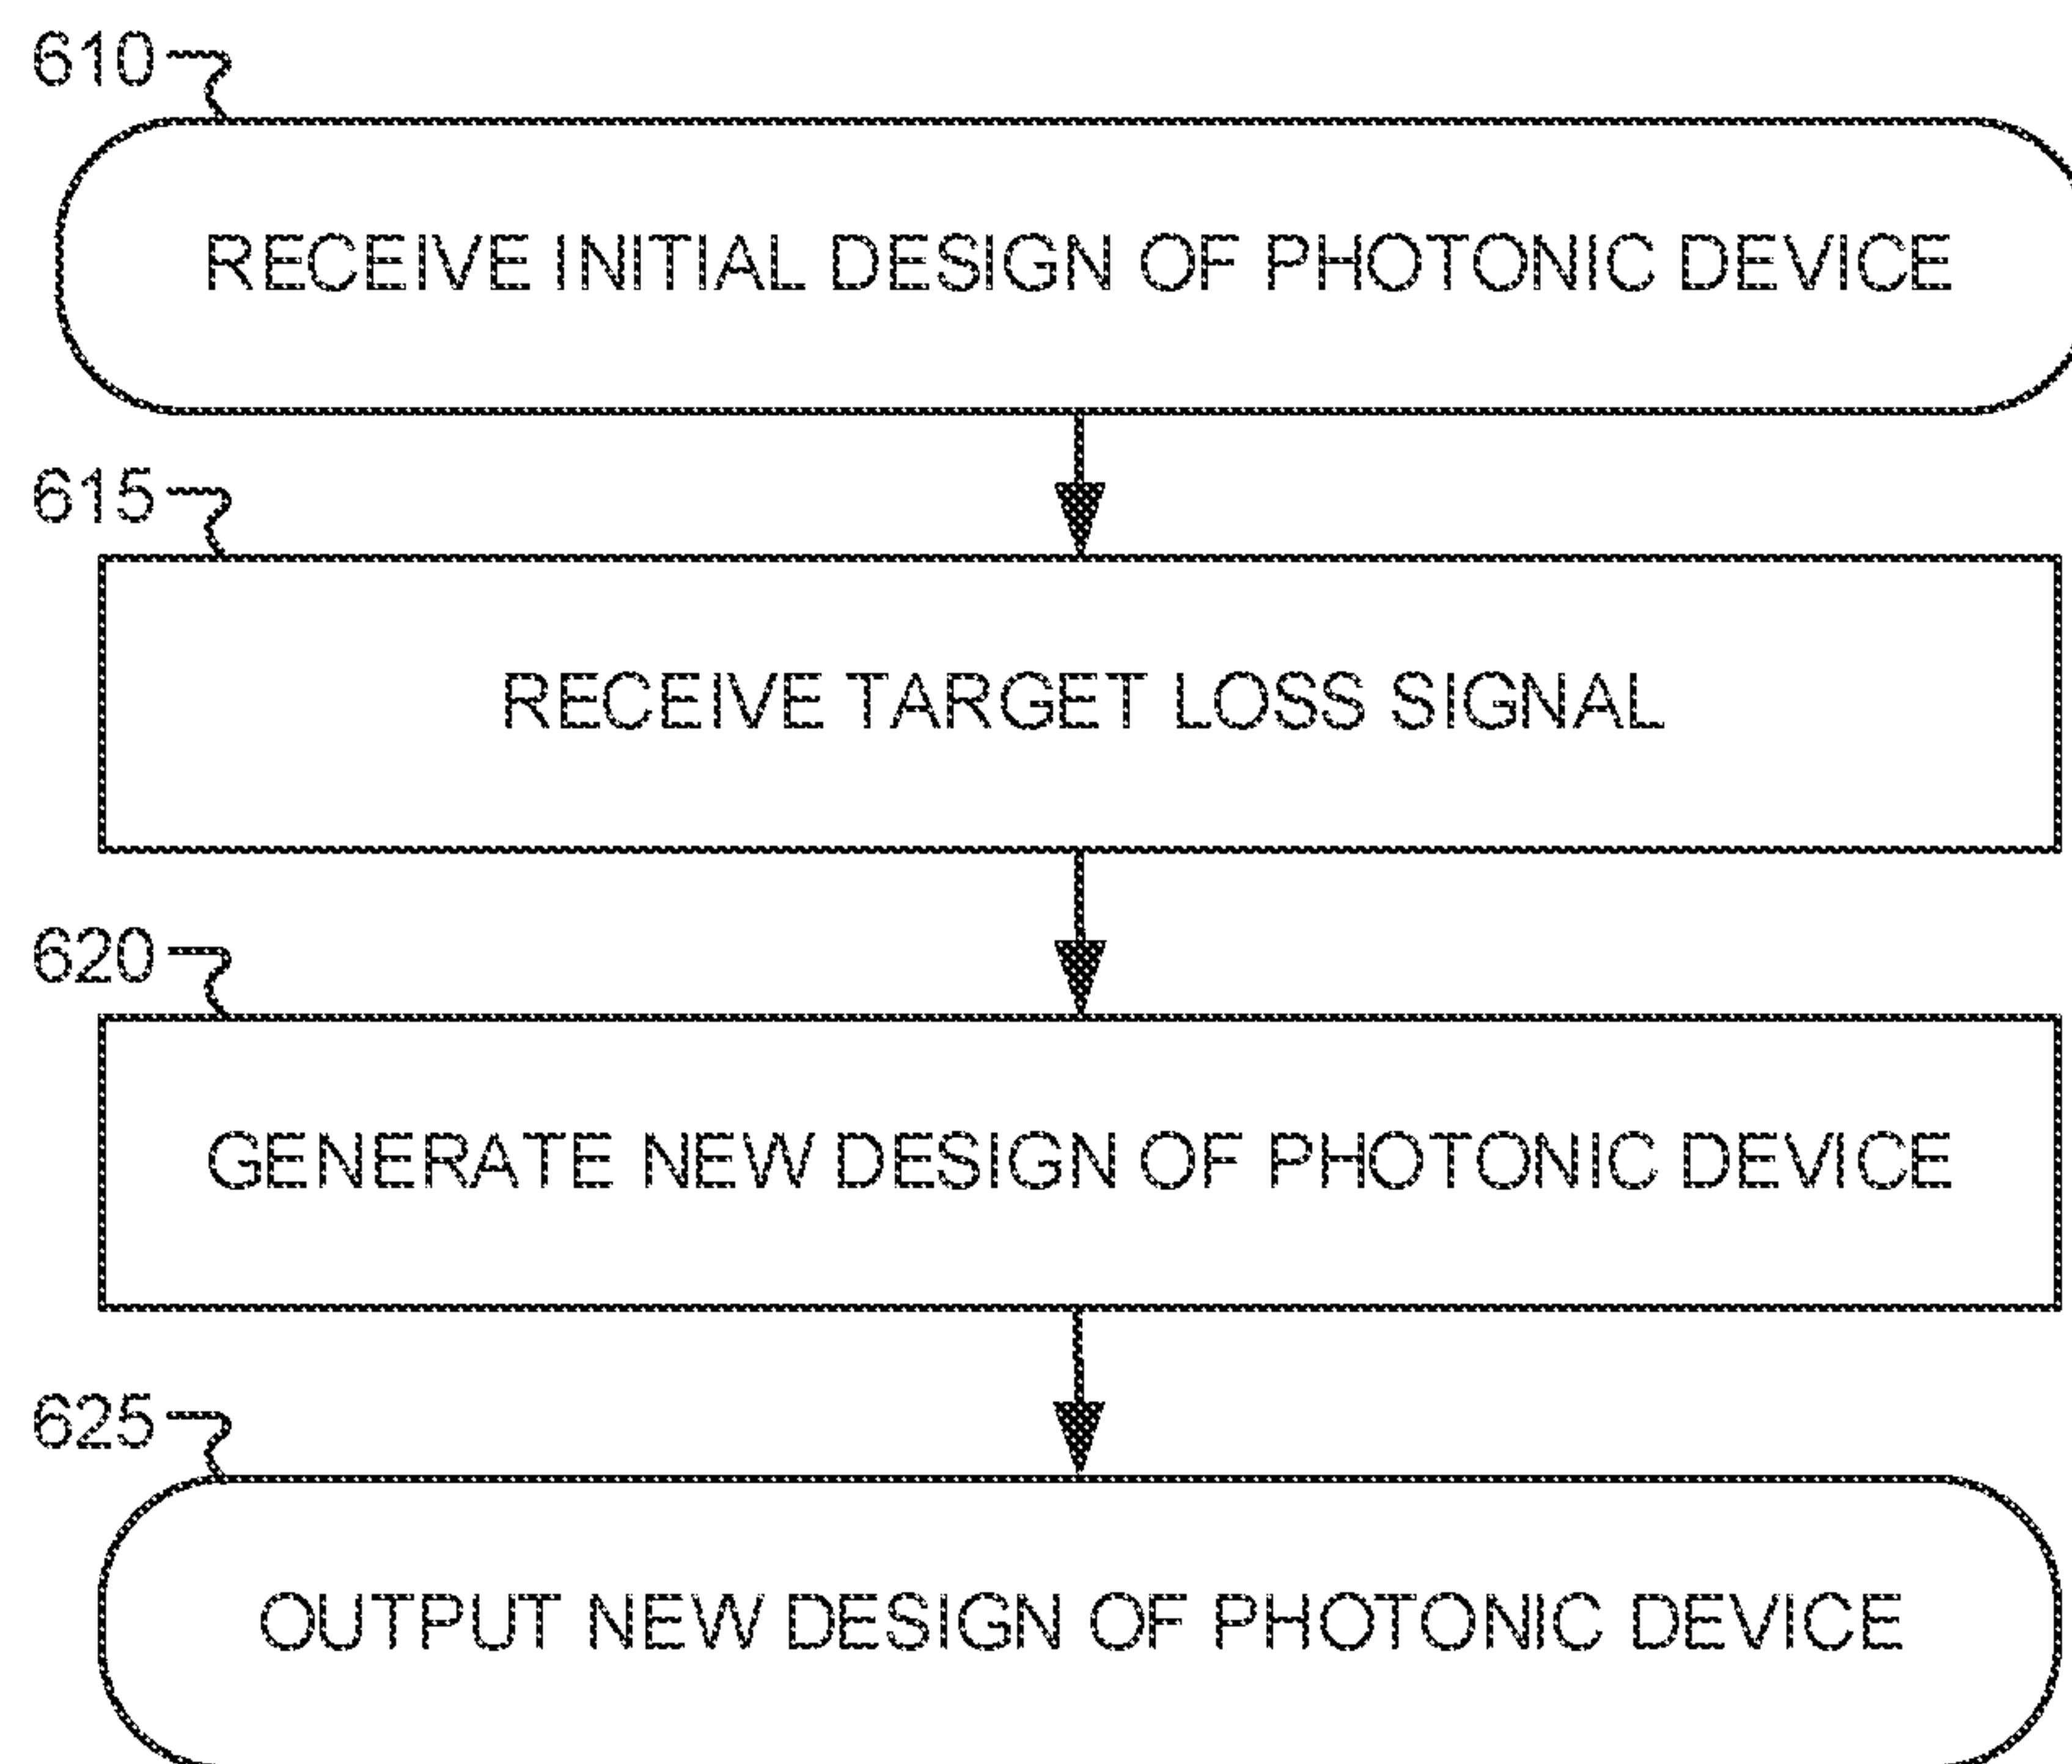 610
RECEIVE INITIAL DESIGN OF PHOTONIC DEVICE
615
RECEIVE TARGET LOSS SIGNAL
620
GENERATE NEW DESIGN OF PHOTONIC DEVICE
625
OUTPUT NEW DESIGN OF PHOTONIC DEVICE